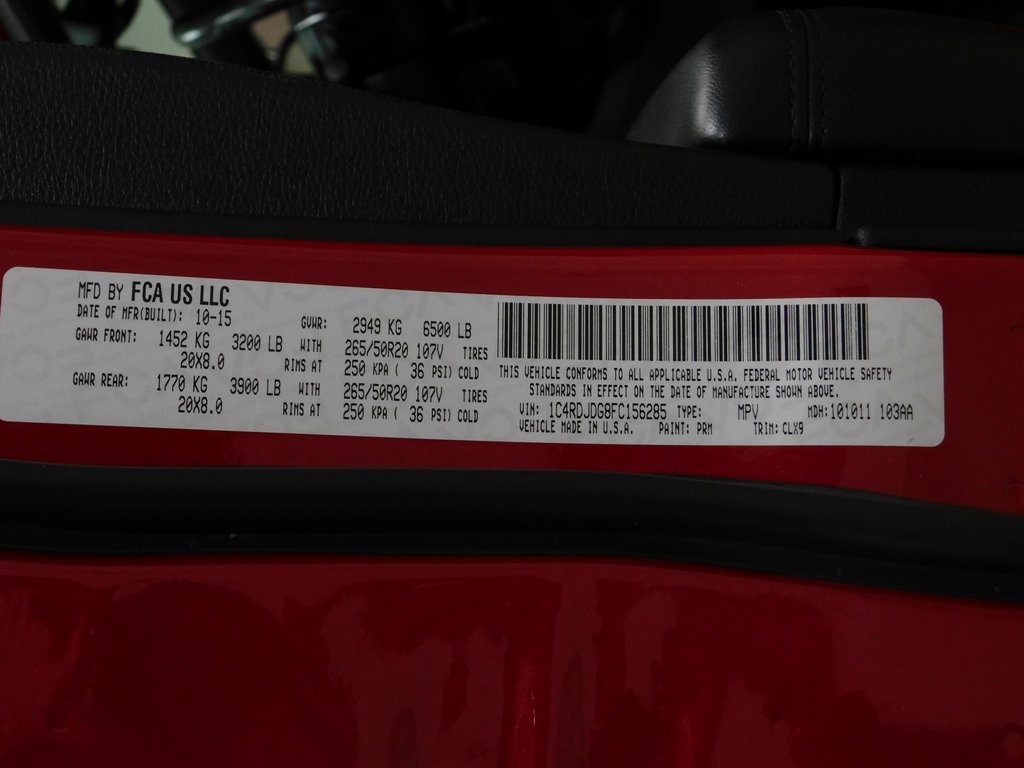 MFD BY FCA US LLC
DATE OF MFR(BUILT): 10-15 GVWR: 2949 KG 6500 LB
GAWR FRONT: 1452 KG 3200 LB WITH 265/50R20 107V TIRES
20X8.0 RIMS AT 250 KPA ( 36 PSI) COLD
GAWR REAR: 1770 KG 3900 LB WITH 265/50R20 107V TIRES
20X8.0 RIMS AT 250 KPA ( 36 PSI) COLD
THIS VEHICLE CONFORMS TO ALL APPLICABLE U.S.A. FEDERAL MOTOR VEHICLE SAFETY
STANDARDS IN EFFECT ON THE DATE OF MANUFACTURE SHOWN ABOVE.
VIN: 1C4RDJDG8FC156285 TYPE: MPV MDH:101011 103AA
VEHICLE MADE IN U.S.A. PAINT: PRM TRIM: CLX9